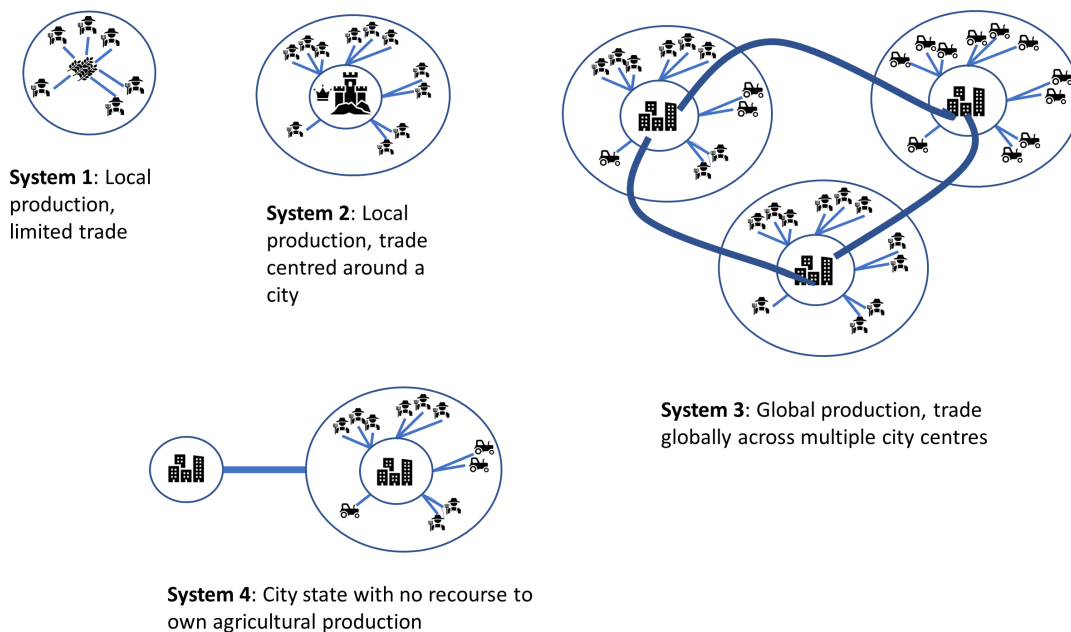 System 1: Local
production,
limited trade
System 2: Local
production, trade
centred around a
city
System 3: Global production, trade
globally across multiple city centres
System 4: City state with no recourse to
own agricultural production